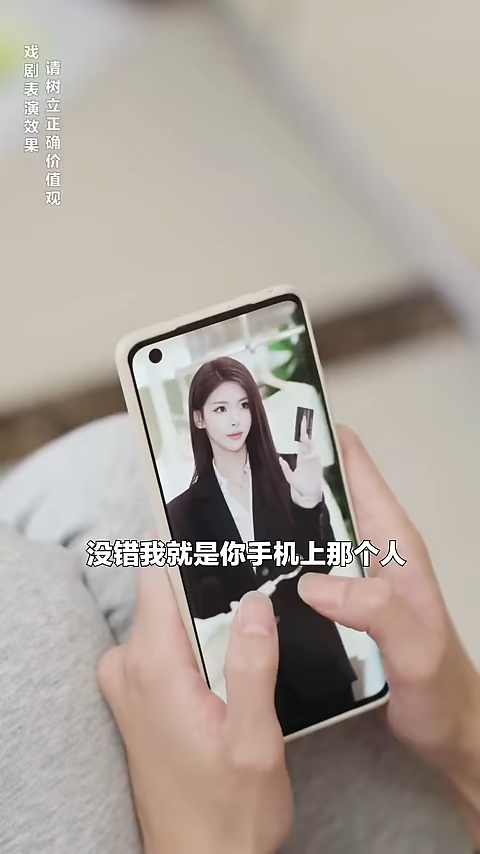 请树立正确价值观
戏剧表演效果
没错我就是你手机上那个人